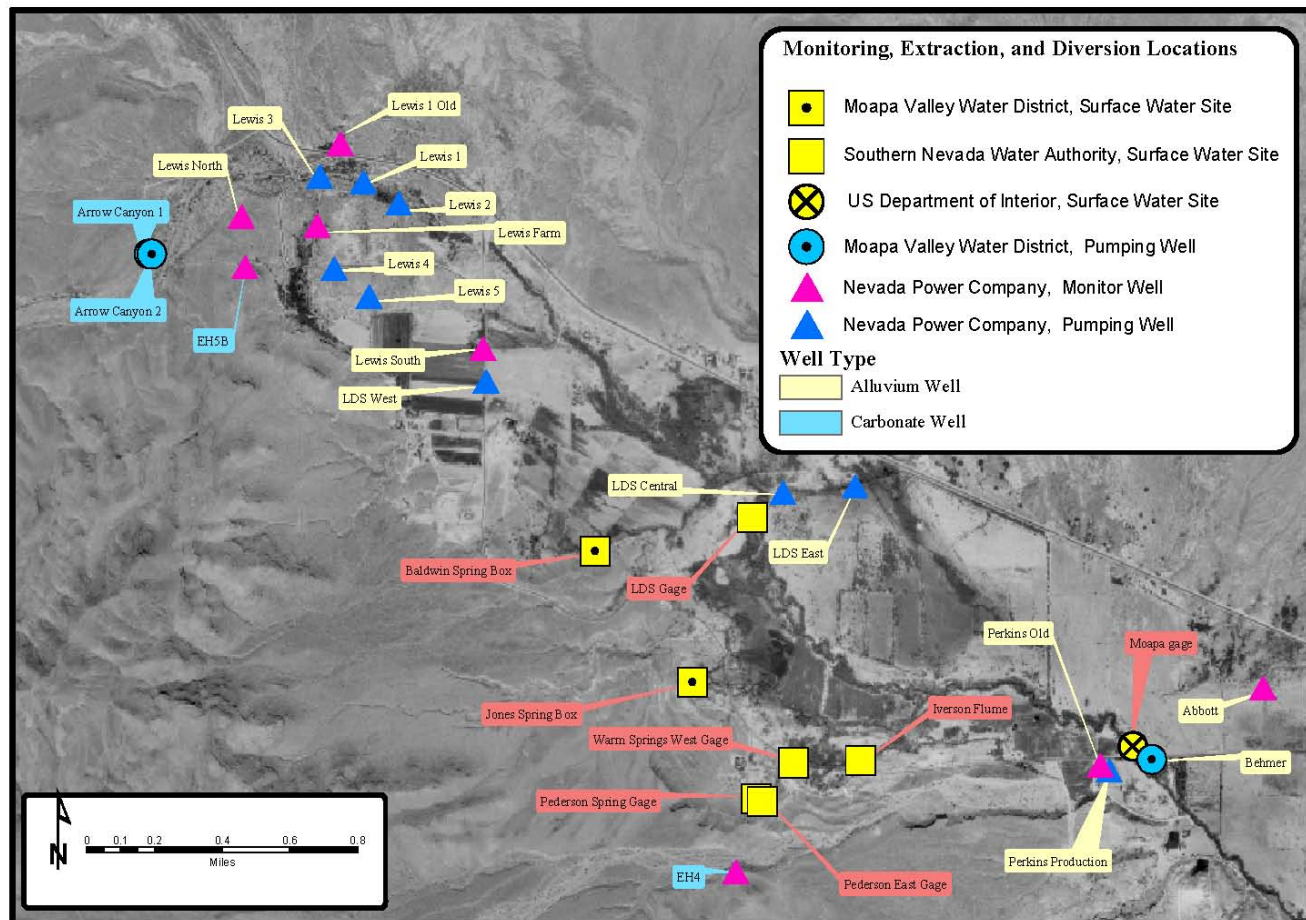 Monitoring, Extraction, and Diversion Locations
Moapa Valley Water District, Surface Water Site
Southern Nevada Water Authority, Surface Water Site
US Department of Interior, Surface Water Site
Moapa Valley Water District, Pumping Well
Nevada Power Company, Monitor Well
Nevada Power Company, Pumping Well
Well Type
Alluvium Well
Carbonate Well
Lewis 1 Old
Lewis 3
Lewis North
Lewis 1
Lewis 2
Arrow Canyon 1
Lewis Farm
Lewis 4
Lewis 5
Arrow Canyon 2
EH5B
Lewis South
LDS West
LDS Central
LDS East
Baldwin Spring Box
LDS Gage
Perkins Old
Moapa gage
Jones Spring Box
Iverson Flume
Abbott
Warm Springs West Gage
Behmer
Pederson Spring Gage
Perkins Production
EH4
Pederson East Gage
N
0 0.1 0.2 0.4 0.6 0.8
Miles